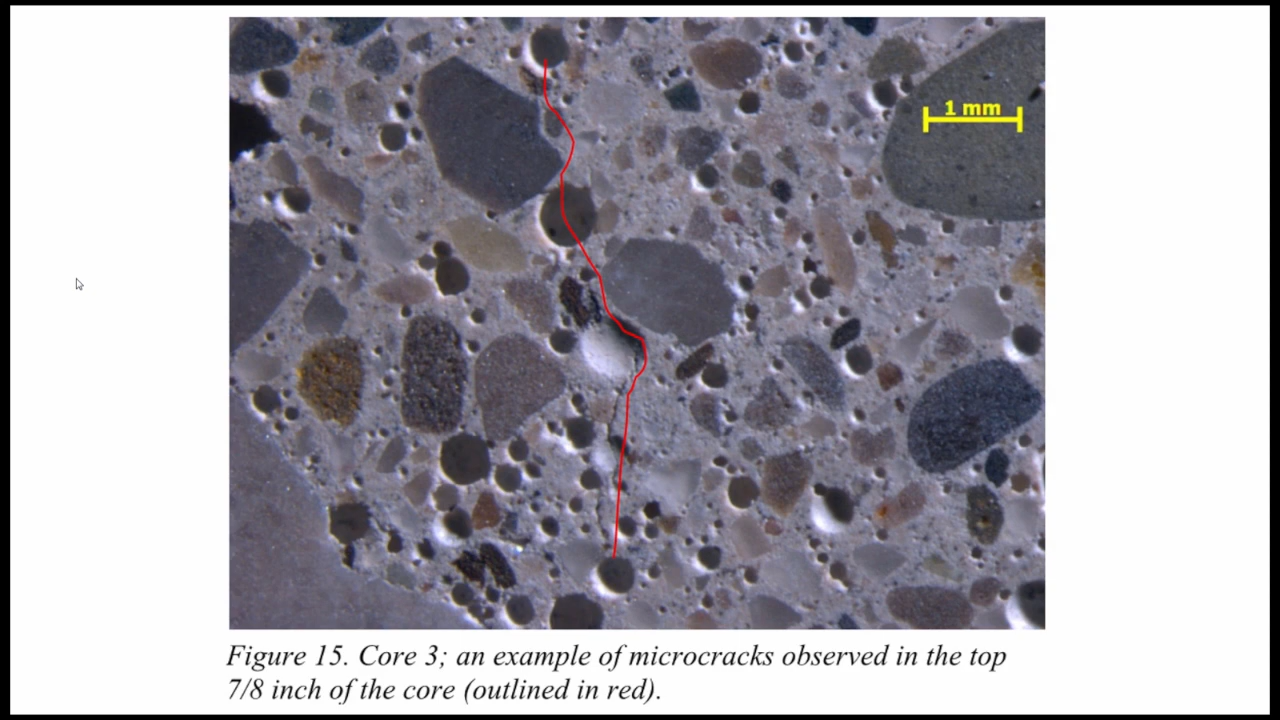 1 mm
Figure 15. Core 3; an example of microcracks observed in the top
7/8 inch of the core (outlined in red).